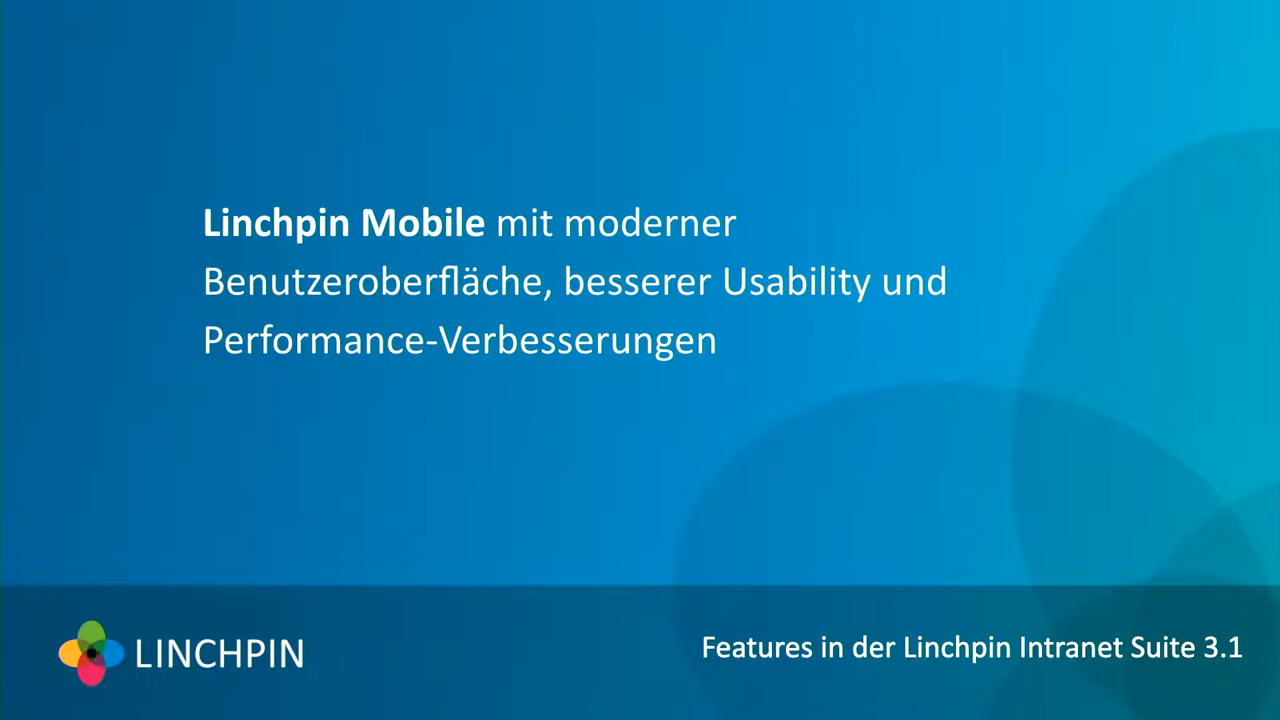 Linchpin Mobile mit moderner
Benutzeroberfläche, besserer Usability und
Performance-Verbesserungen
LINCHPIN
Features in der Linchpin Intranet Suite 3.1